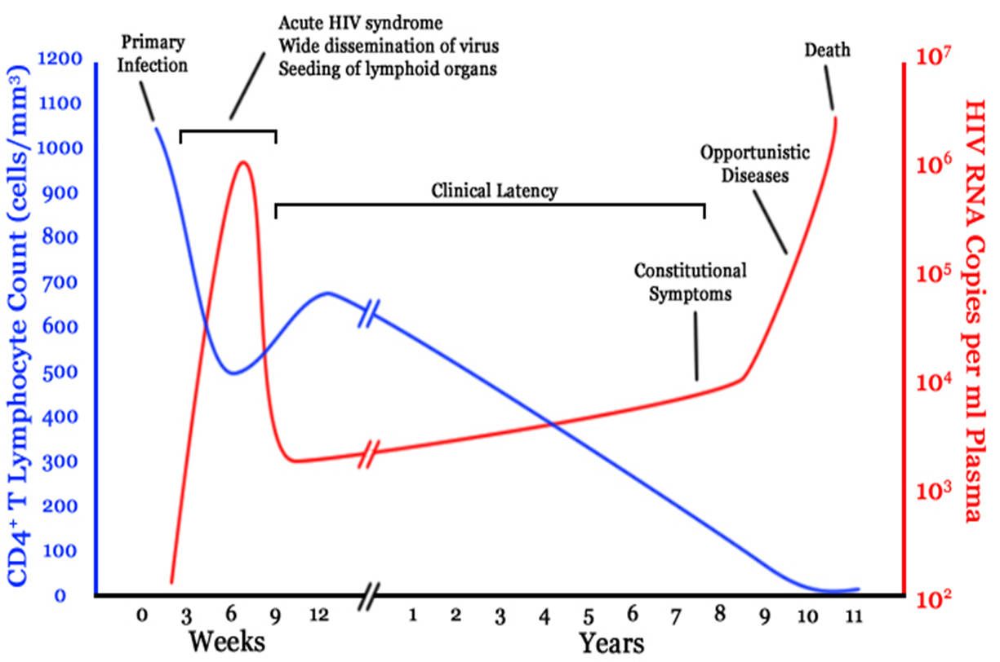 Primary
Infection
Acute HIV syndrome
Wide dissemination of virus
Seeding of lymphoid organs
Death
Opportunistic
Diseases
Clinical Latency
Constitutional
Symptoms
CD4⁺ T Lymphocyte Count (cells/mm³)
1200
1100
1000
900
800
700
600
500
400
300
200
100
0
HIV RNA Copies per ml Plasma
10⁷
10⁶
10⁵
10⁴
10³
10²
0 3 6 9 12 1 2 3 4 5 6 7 8 9 10 11
Weeks Years